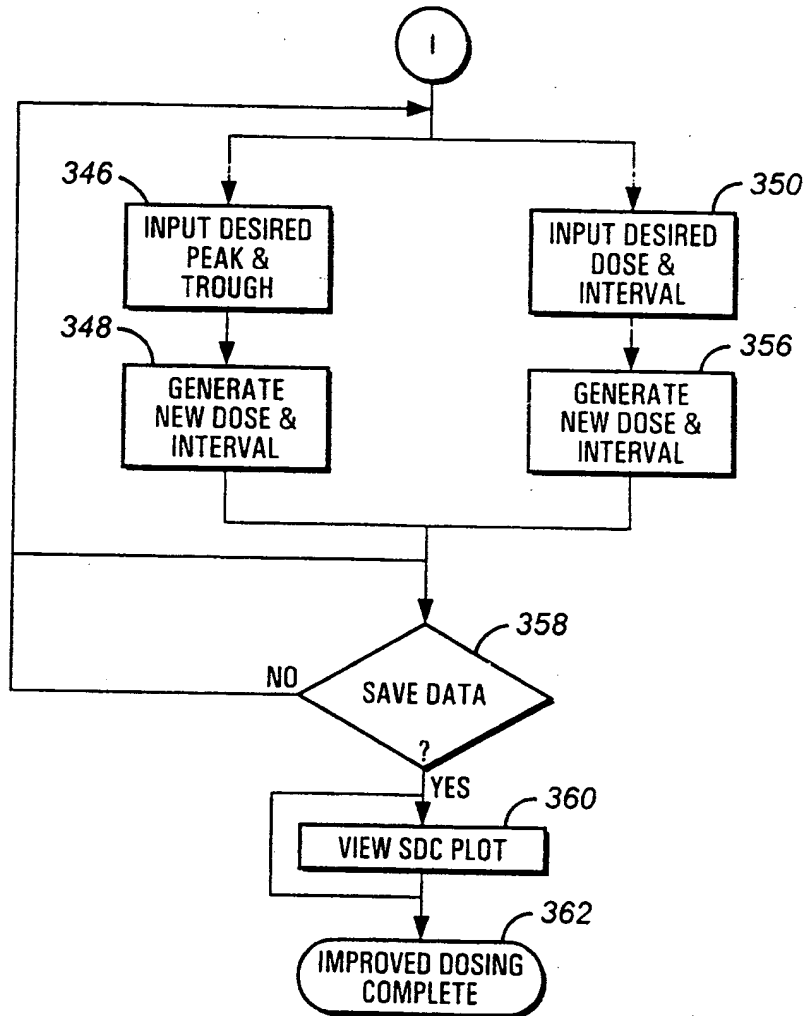 I
346
350
INPUT DESIRED
PEAK &
TROUGH
INPUT DESIRED
DOSE &
INTERVAL
348
356
GENERATE
NEW DOSE &
INTERVAL
GENERATE
NEW DOSE &
INTERVAL
358
NO
SAVE DATA
?
YES
360
VIEW SDC PLOT
362
IMPROVED DOSING
COMPLETE